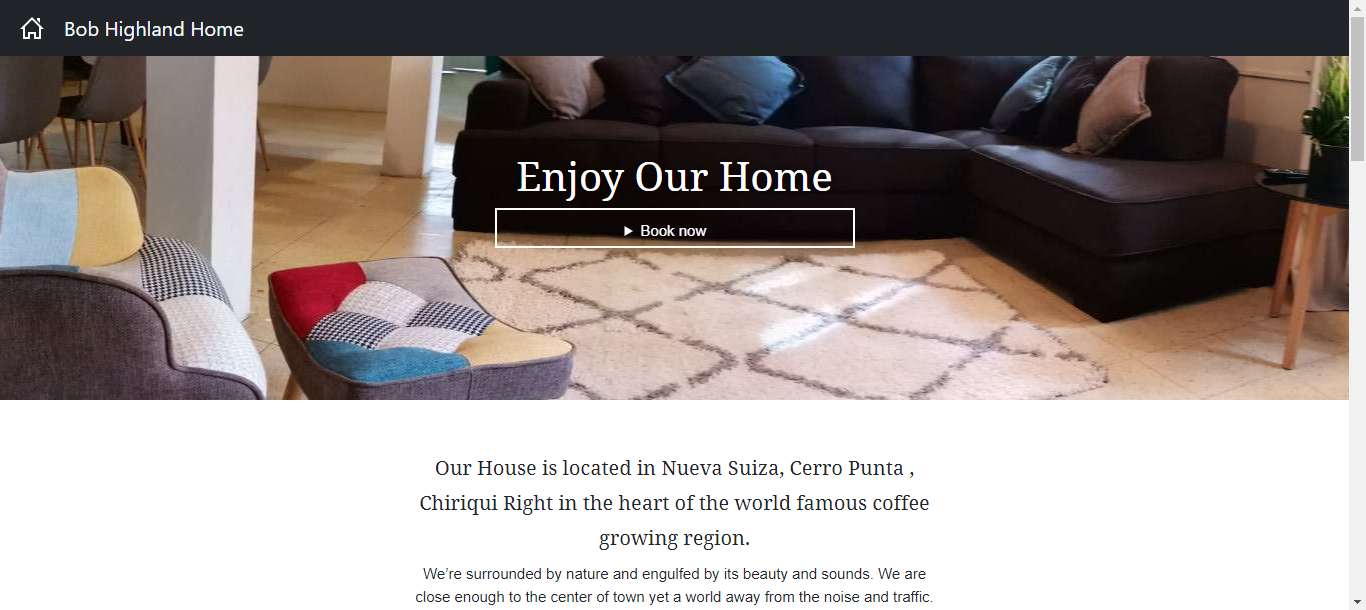 Bob Highland Home
Enjoy Our Home
Book now
Our House is located in Nueva Suiza, Cerro Punta ,
Chiriqui Right in the heart of the world famous coffee
growing region.
We’re surrounded by nature and engulfed by its beauty and sounds. We are
close enough to the center of town yet a world away from the noise and traffic.